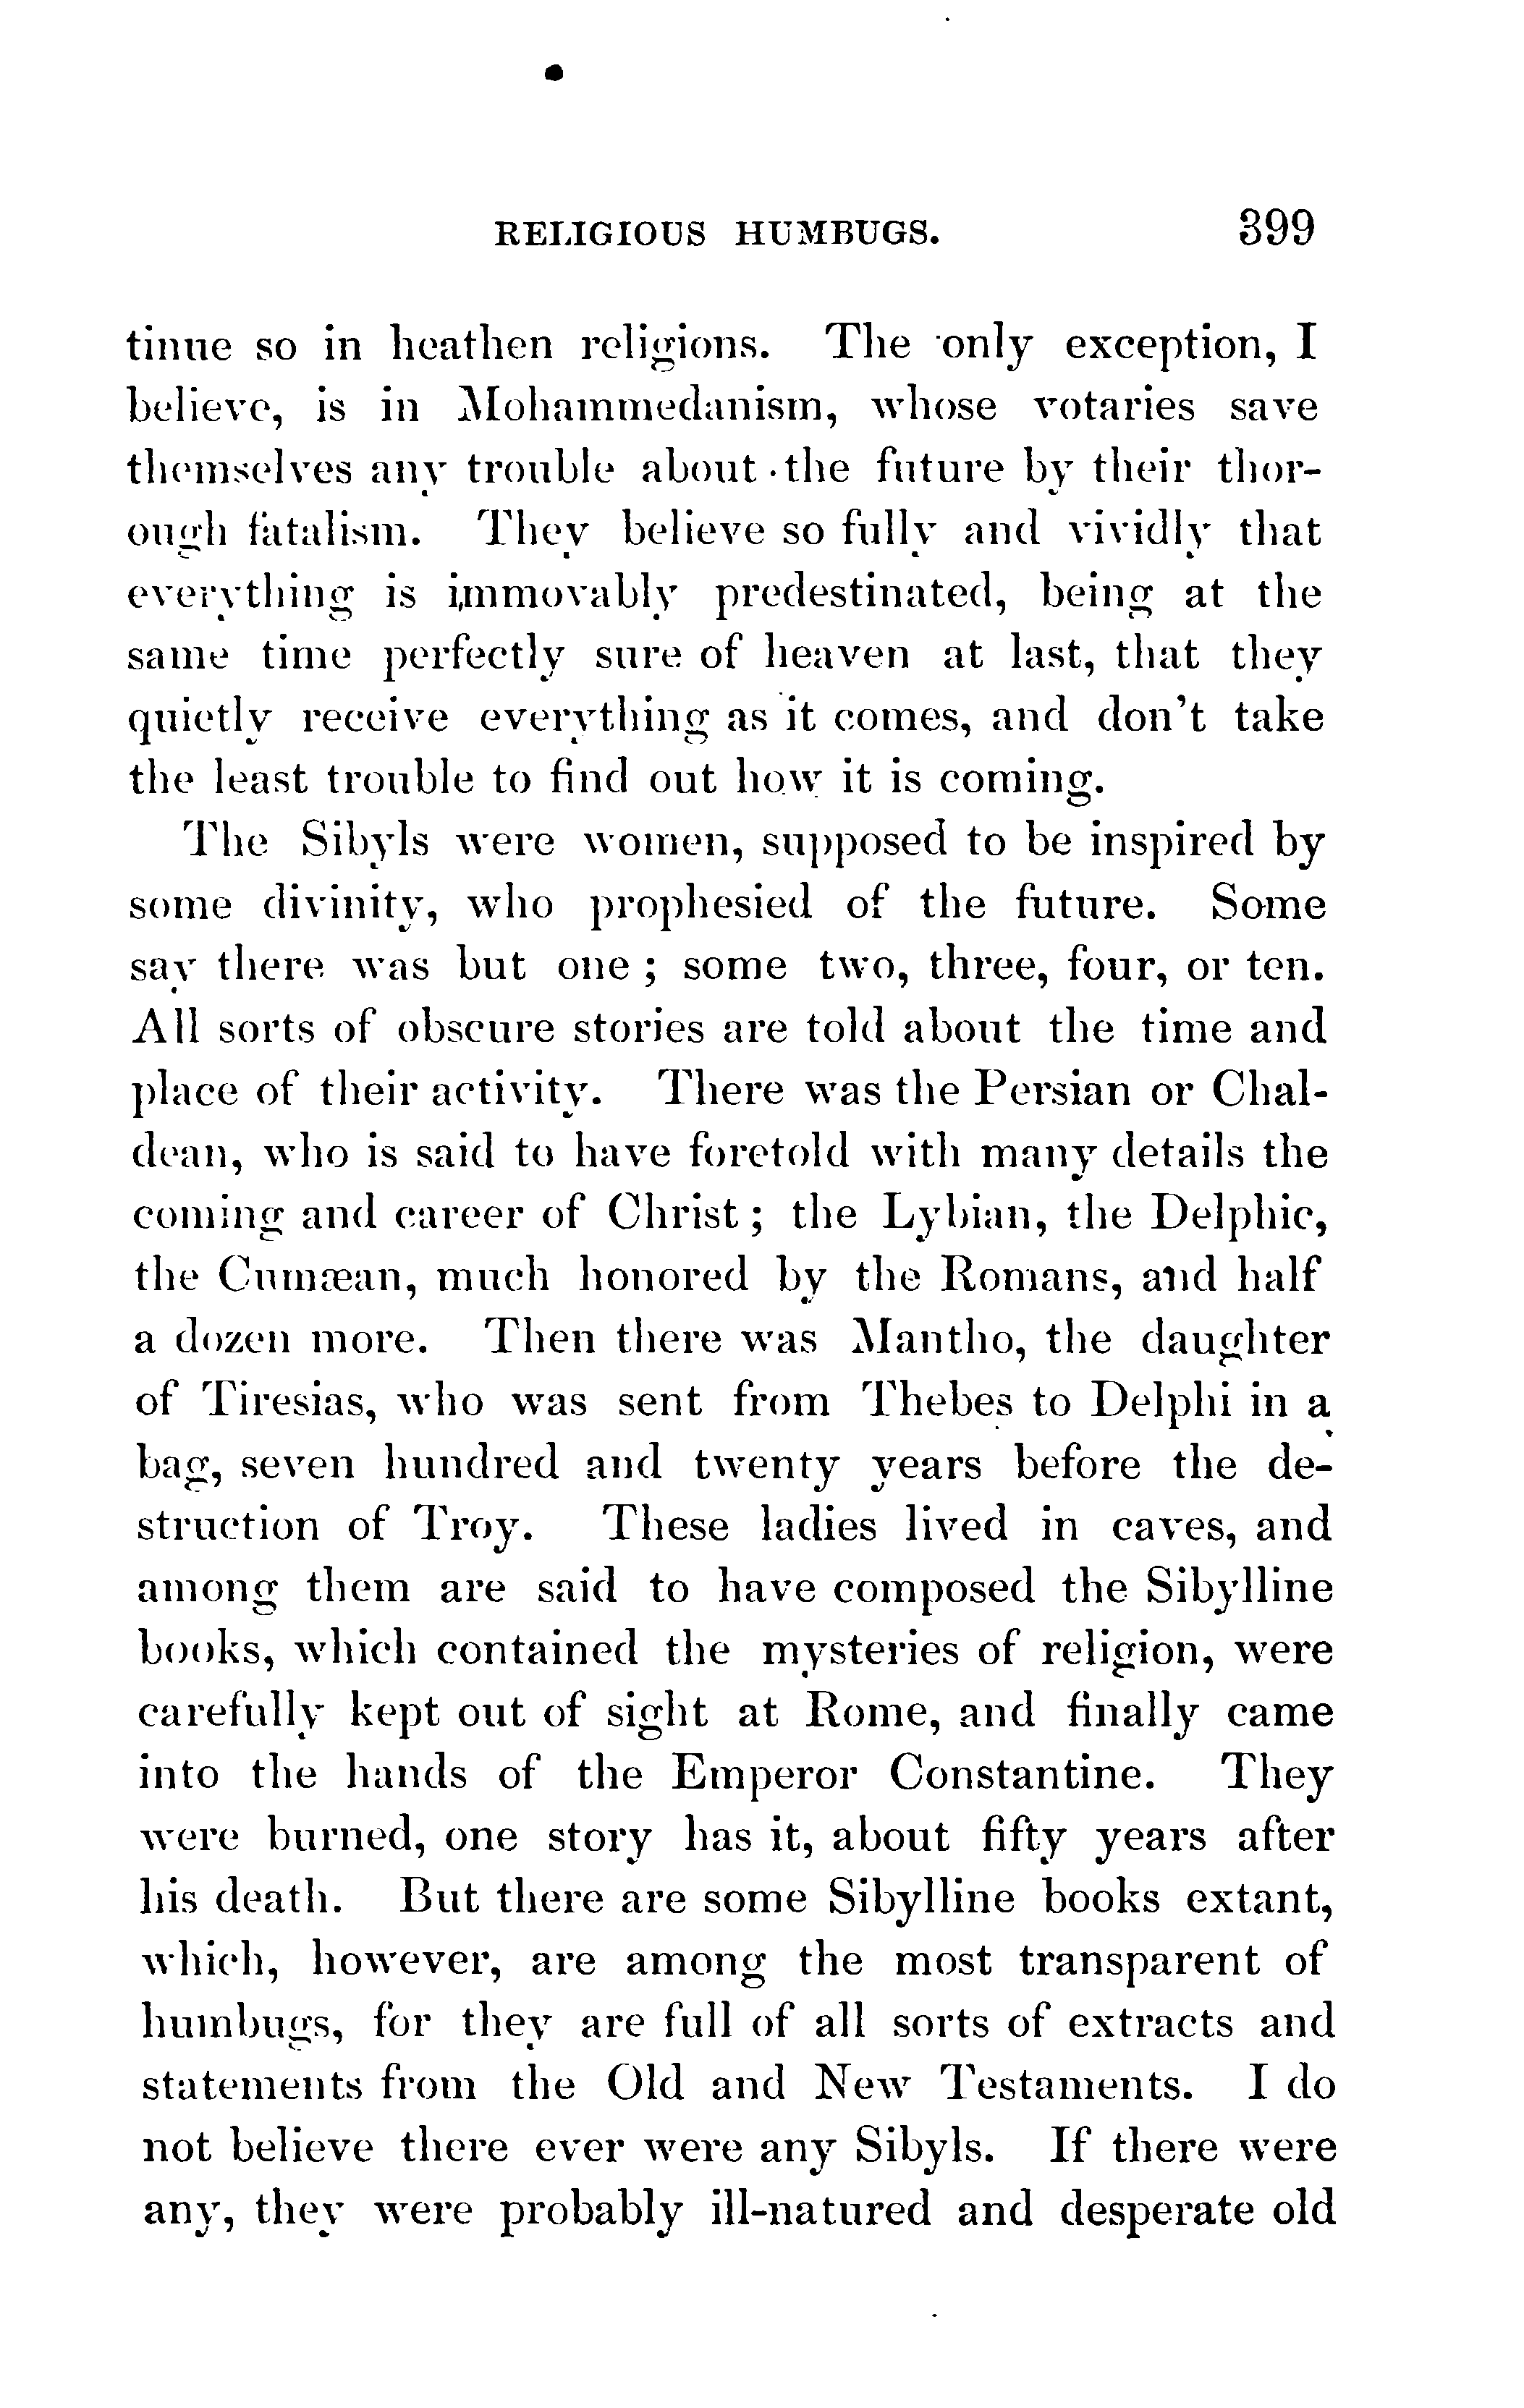 RELIGIOUS HUMBUGS. 399
tinue so in heathen religions. The only exception, I
believe, is in Mohammedanism, whose votaries save
themselves any trouble about the future by their thor-
ough fatalism. They believe so fully and vividly that
everything is immovably predestinated, being at the
same time perfectly sure of heaven at last, that they
quietly receive everything as it comes, and don't take
the least trouble to find out how it is coming.
The Sibyls were women, supposed to be inspired by
some divinity, who prophesied of the future. Some
say there was but one ; some two, three, four, or ten.
All sorts of obscure stories are told about the time and
place of their activity. There was the Persian or Chal-
dean, who is said to have foretold with many details the
coming and career of Christ ; the Lybian, the Delphic,
the Cumæan, much honored by the Romans, and half
a dozen more. Then there was Mantho, the daughter
of Tiresias, who was sent from Thebes to Delphi in a
bag, seven hundred and twenty years before the de-
struction of Troy. These ladies lived in caves, and
among them are said to have composed the Sibylline
books, which contained the mysteries of religion, were
carefully kept out of sight at Rome, and finally came
into the hands of the Emperor Constantine. They
were burned, one story has it, about fifty years after
his death. But there are some Sibylline books extant,
which, however, are among the most transparent of
humbugs, for they are full of all sorts of extracts and
statements from the Old and New Testaments. I do
not believe there ever were any Sibyls. If there were
any, they were probably ill-natured and desperate old